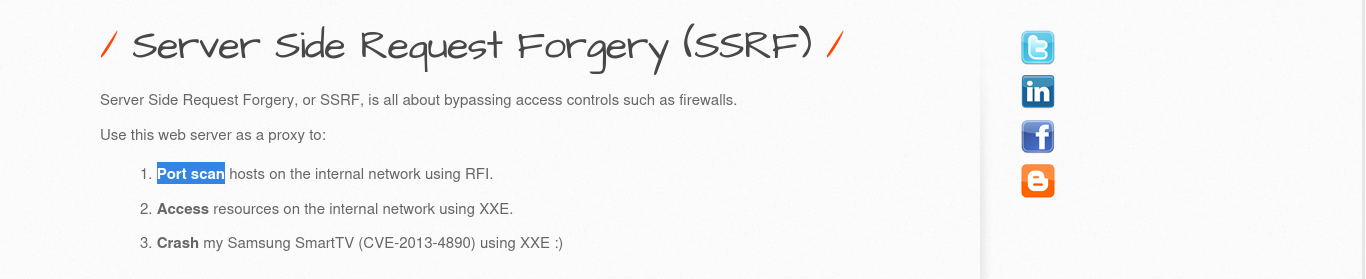 / Server Side Request Forgery (SSRF) /
Server Side Request Forgery, or SSRF, is all about bypassing access controls such as firewalls.
Use this web server as a proxy to:
1. Port scan hosts on the internal network using RFI.
2. Access resources on the internal network using XXE.
3. Crash my Samsung SmartTV (CVE-2013-4890) using XXE :)